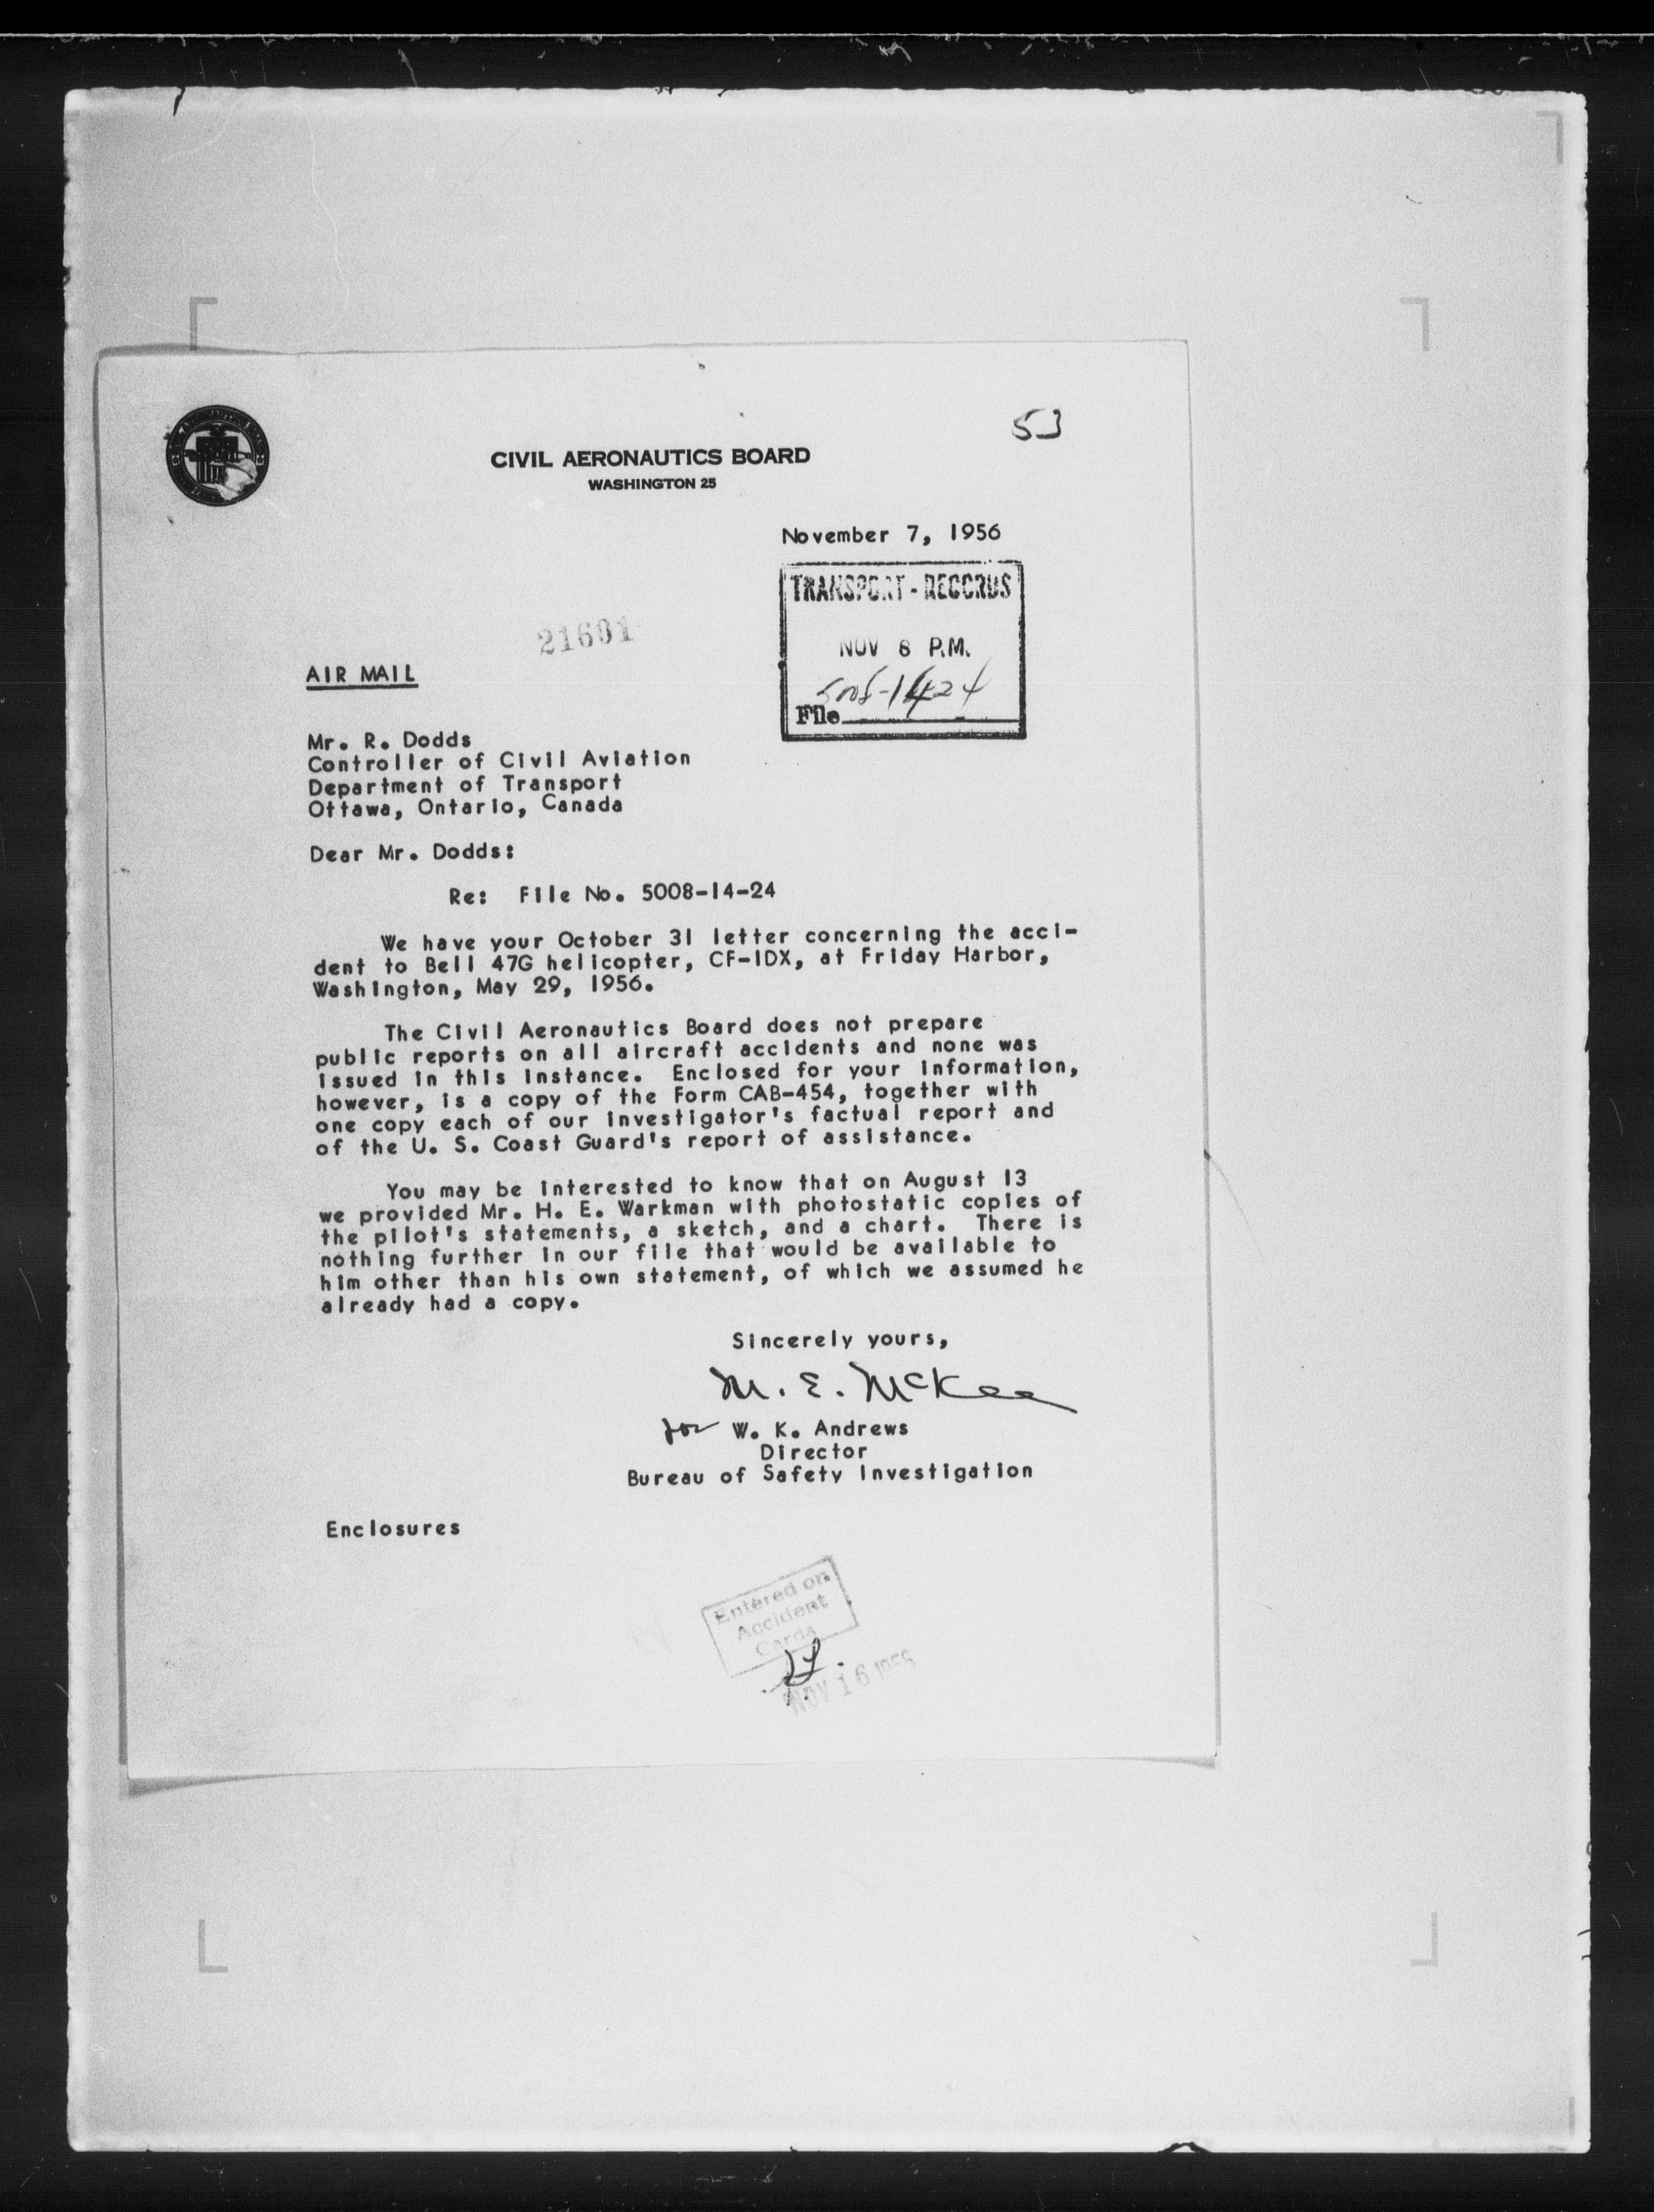 53
CIVIL AERONAUTICS BOARD
WASHINGTON 25
November 7, 1956
TRANSPORT - RECORDS
NOV 8 P.M.
File
21601
AIR MAIL
Mr. R. Dodds
Controller of Civil Aviation
Department of Transport
Ottawa, Ontario, Canada
Dear Mr. Dodds:
Re: File No. 5008-14-24
We have your October 31 letter concerning the acci-
dent to Bell 47G helicopter, CF-IDX, at Friday Harbor,
Washington, May 29, 1956.
The Civil Aeronautics Board does not prepare
public reports on all aircraft accidents and none was
issued in this instance. Enclosed for your information,
however, is a copy of the Form CAB-454, together with
one copy each of our investigator's factual report and
of the U. S. Coast Guard's report of assistance.
You may be interested to know that on August 13
we provided Mr. H. E. Warkman with photostatic copies of
the pilot's statements, a sketch, and a chart. There is
nothing further in our file that would be available to
him other than his own statement, of which we assumed he
already had a copy.
Sincerely yours,
M. E. McKee
for W. K. Andrews
Director
Bureau of Safety Investigation
Enclosures
Entered on
Accident
Cards
NOV 16 1956